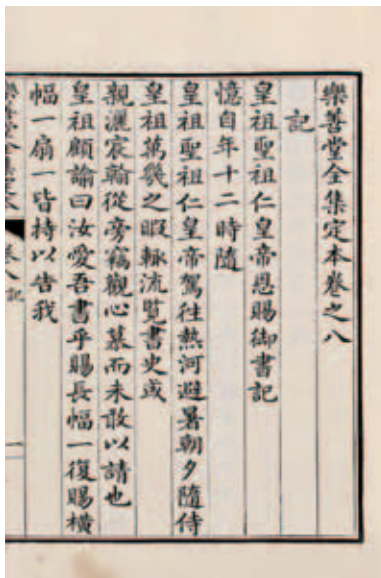 樂善堂全集定本卷之八
記
皇祖聖祖仁皇帝恩賜御書記
憶自年十二時隨
皇祖聖祖仁皇帝駕往熱河避暑朝夕隨侍
皇祖萬幾之暇輒流覽書史或
親灑宸翰從旁竊觀心慕而未敢以請也
皇祖顧諭曰汝愛吾書乎賜長幅一復賜橫
幅一扇一皆持以告我
卷八 記
一